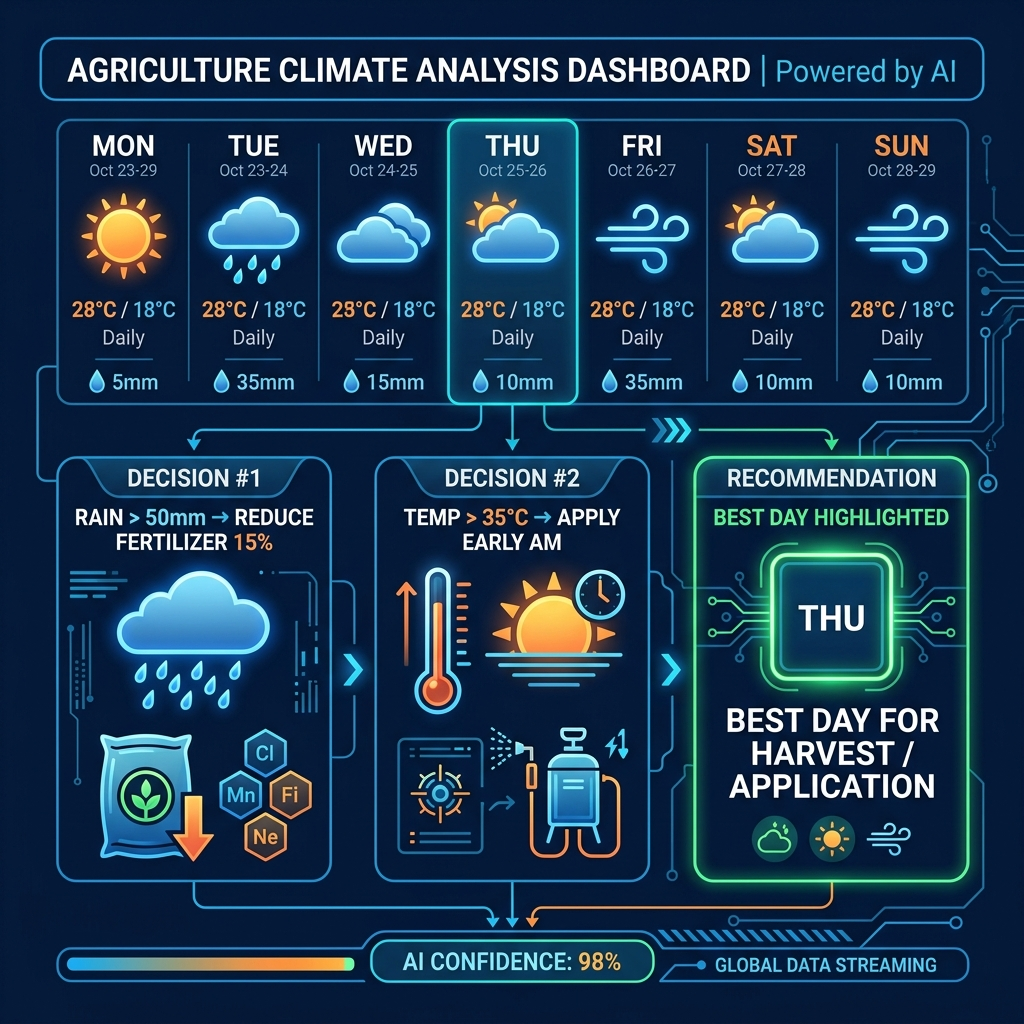 AGRICULTURE CLIMATE ANALYSIS DASHBOARD | Powered by AI
MON
Oct 23-29
28°C / 18°C
Daily
5mm
TUE
Oct 23-24
28°C / 18°C
Daily
35mm
WED
Oct 24-25
28°C / 18°C
Daily
15mm
THU
Oct 25-26
28°C / 18°C
Daily
10mm
FRI
Oct 26-27
28°C / 18°C
Daily
35mm
SAT
Oct 27-28
28°C / 18°C
Daily
10mm
SUN
Oct 28-29
28°C / 18°C
Daily
10mm
DECISION #1
RAIN > 50mm → REDUCE
FERTILIZER 15%
Cl
Mn
Fi
Ne
DECISION #2
TEMP > 35°C → APPLY
EARLY AM
RECOMMENDATION
BEST DAY HIGHLIGHTED
THU
BEST DAY FOR
HARVEST /
APPLICATION
AI CONFIDENCE: 98%
GLOBAL DATA STREAMING